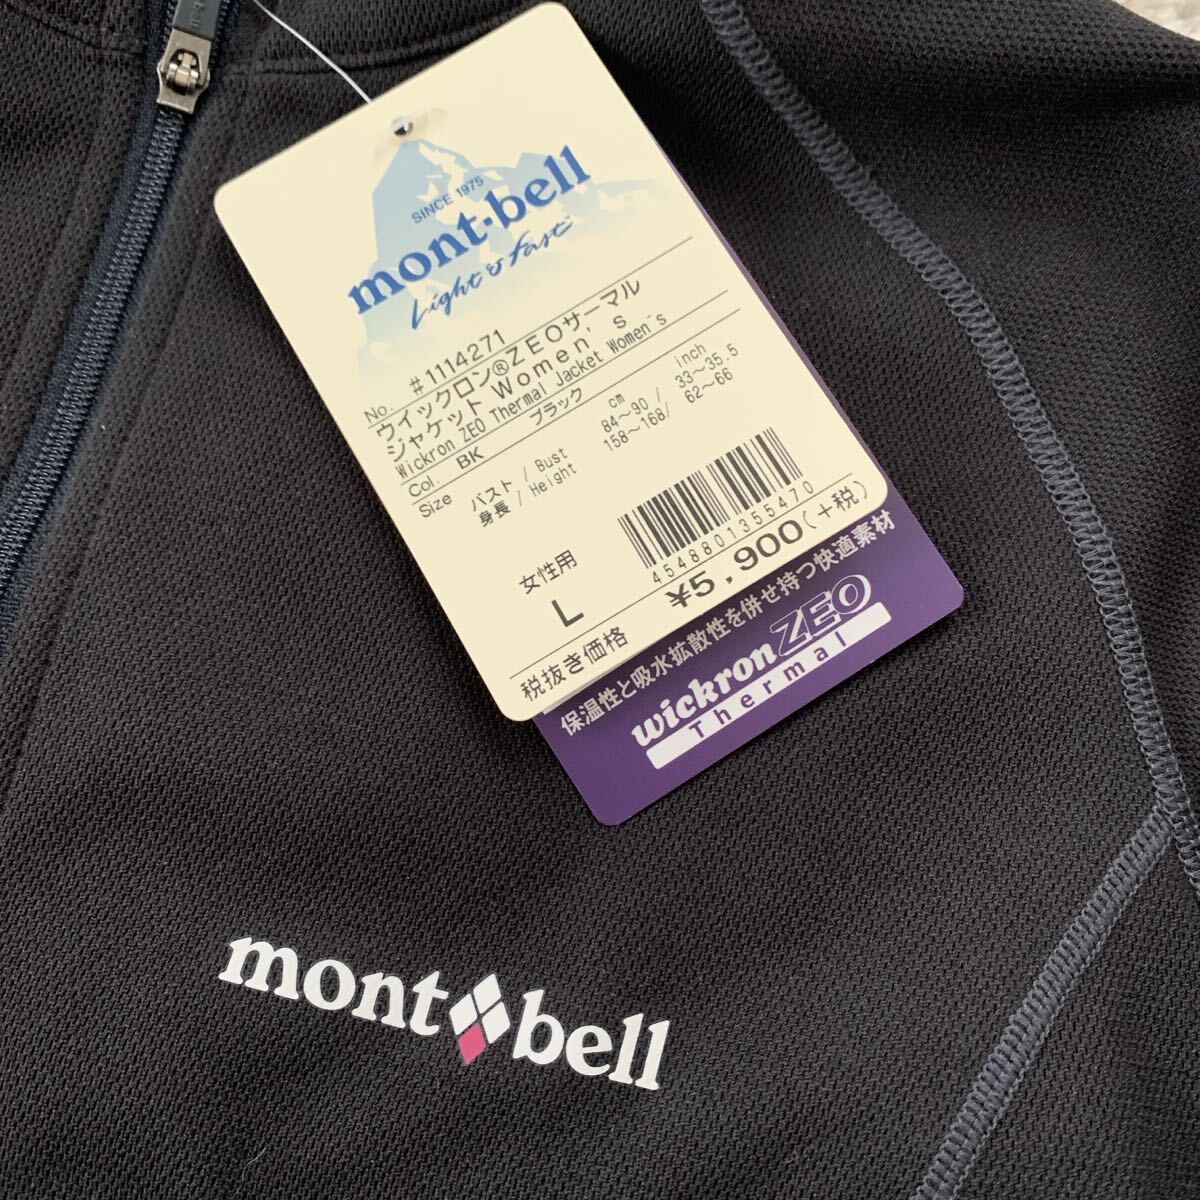 bell
SINCE 1975
mont-bell
Light & fast
No. #1114271
ウイックロン®ZEOサーマル
ジャケット Women's
Wickron ZEO Thermal Jacket Women's
Col. BK ブラック
Size cm inch
バスト / Bust 84～90 / 33～35.5
身長 / Height 158～168/ 62～66
4548801355470
女性用
L
税抜き価格 ¥5,900(+税)
保温性と吸水拡散性を併せ持つ快適素材
wickron ZEO
Thermal
mont bell